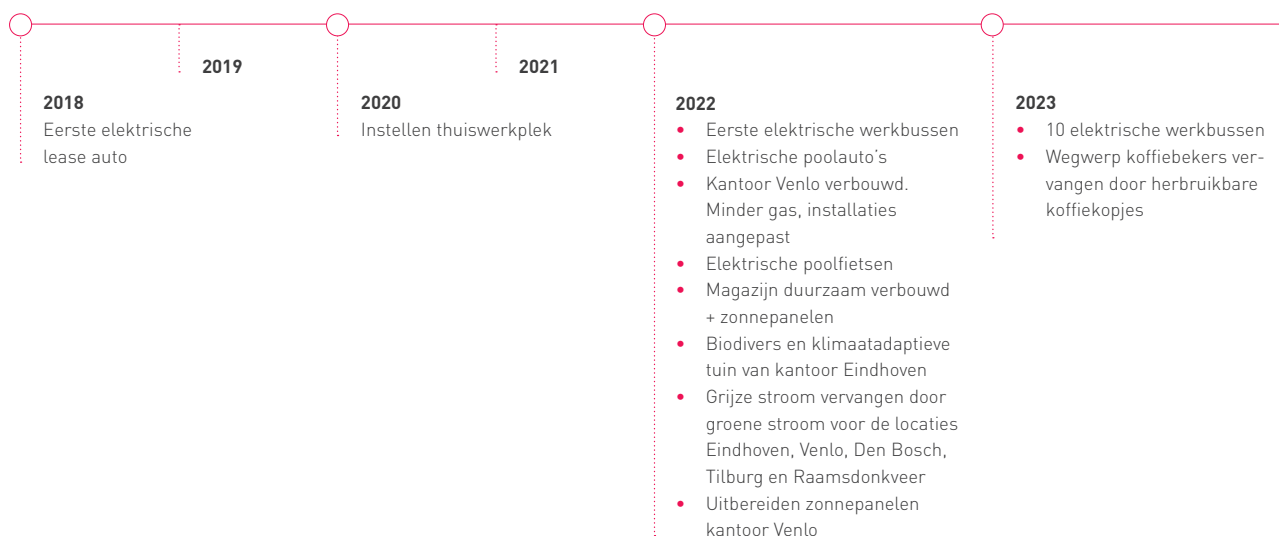 2019
2021
2018
Eerste elektrische
lease auto
2020
Instellen thuiswerkplek
2022
• Eerste elektrische werkbussen
• Elektrische poolauto's
• Kantoor Venlo verbouwd.
Minder gas, installaties
aangepast
• Elektrische poolfietsen
• Magazijn duurzaam verbouwd
+ zonnepanelen
• Biodivers en klimaatadaptieve
tuin van kantoor Eindhoven
• Grijze stroom vervangen door
groene stroom voor de locaties
Eindhoven, Venlo, Den Bosch,
Tilburg en Raamsdonkveer
• Uitbereiden zonnepanelen
kantoor Venlo
2023
• 10 elektrische werkbussen
• Wegwerp koffiebekers ver-
vangen door herbruikbare
koffiekopjes